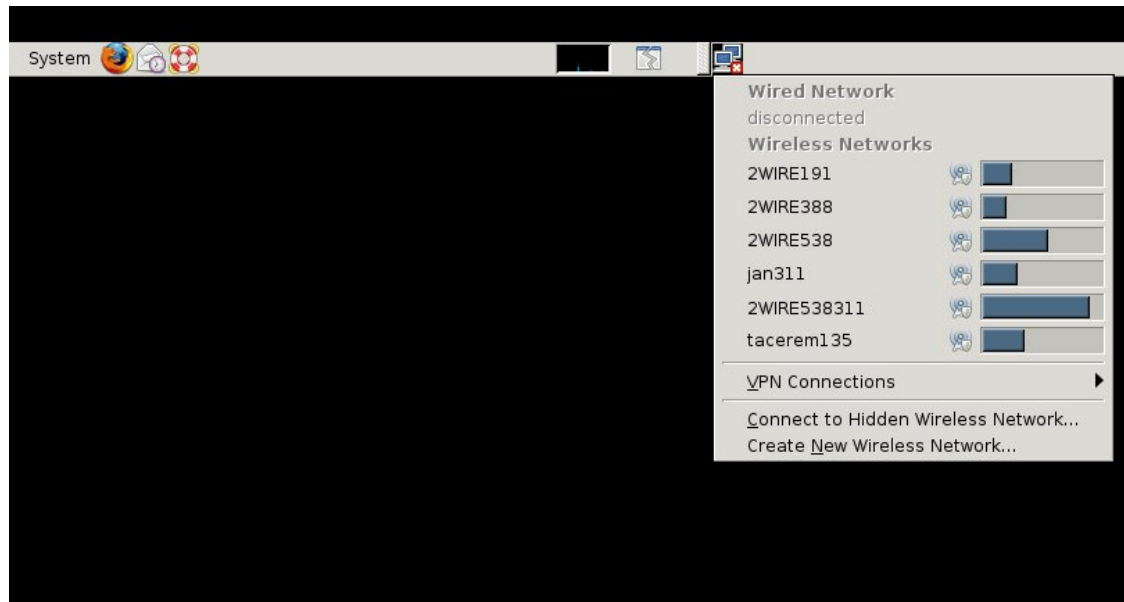 System
Wired Network
disconnected
Wireless Networks
2WIRE191
2WIRE388
2WIRE538
jan311
2WIRE538311
tacerem135
VPN Connections
Connect to Hidden Wireless Network...
Create New Wireless Network...